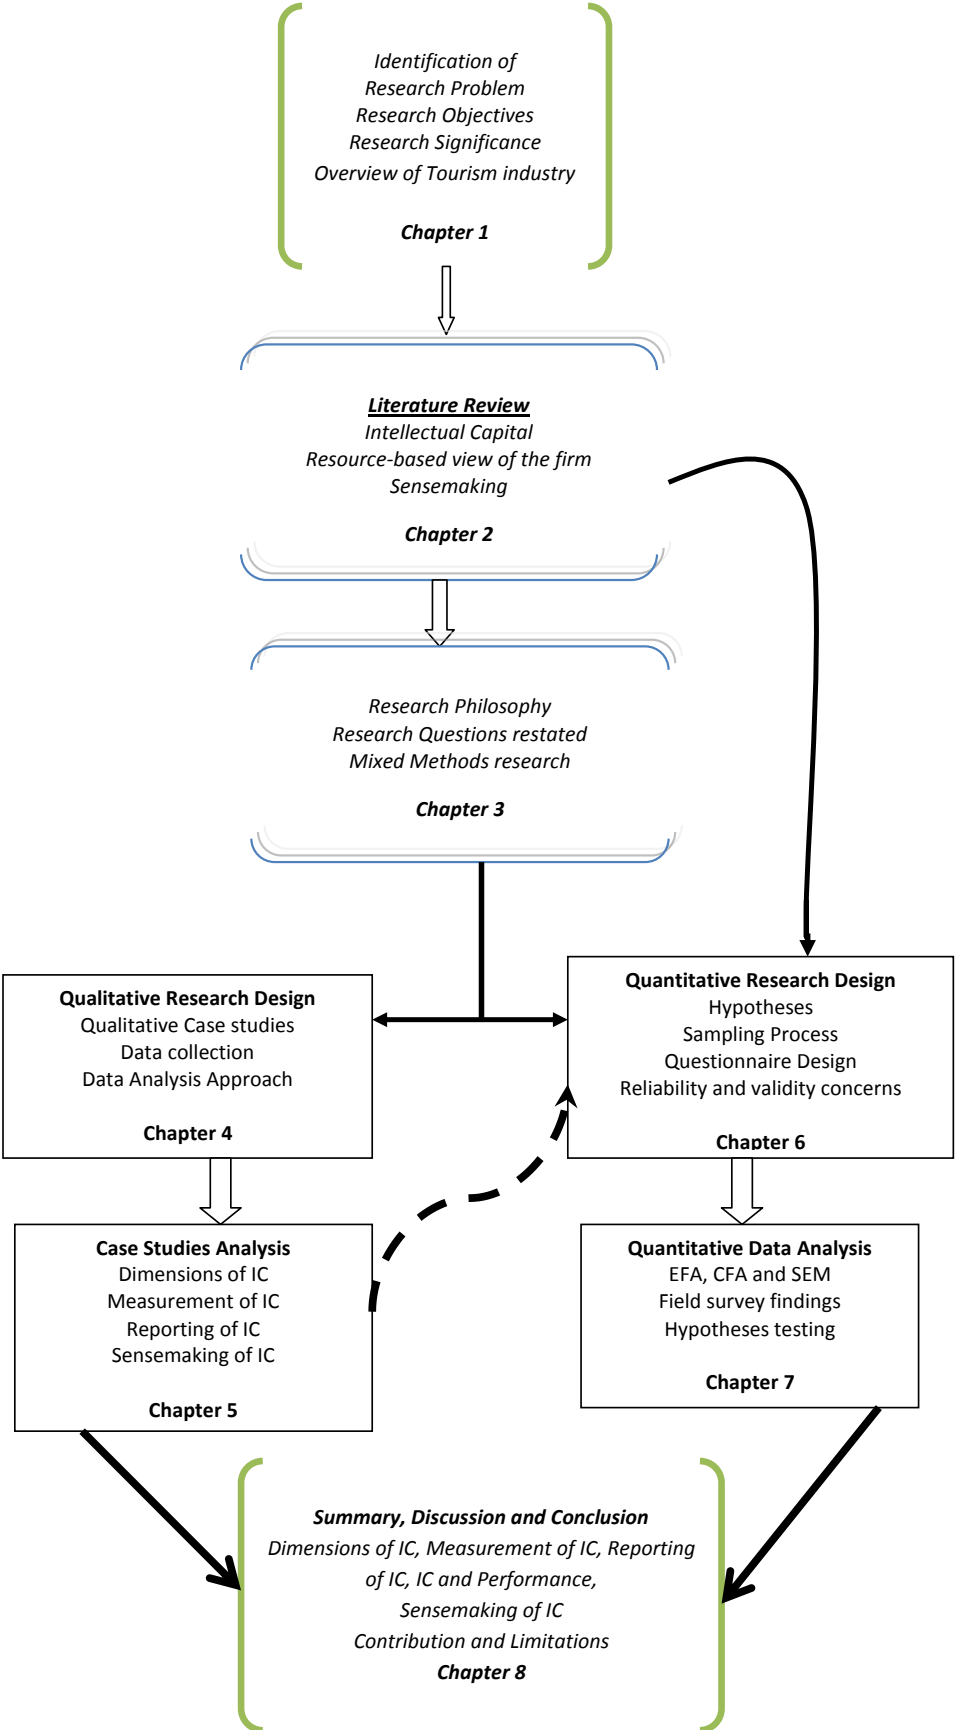 Identification of
Research Problem
Research Objectives
Research Significance
Overview of Tourism industry
Chapter 1
Literature Review
Intellectual Capital
Resource-based view of the firm
Sensemaking
Chapter 2
Research Philosophy
Research Questions restated
Mixed Methods research
Chapter 3
Qualitative Research Design
Qualitative Case studies
Data collection
Data Analysis Approach
Chapter 4
Quantitative Research Design
Hypotheses
Sampling Process
Questionnaire Design
Reliability and validity concerns
Chapter 6
Case Studies Analysis
Dimensions of IC
Measurement of IC
Reporting of IC
Sensemaking of IC
Chapter 5
Quantitative Data Analysis
EFA, CFA and SEM
Field survey findings
Hypotheses testing
Chapter 7
Summary, Discussion and Conclusion
Dimensions of IC, Measurement of IC, Reporting
of IC, IC and Performance,
Sensemaking of IC
Contribution and Limitations
Chapter 8